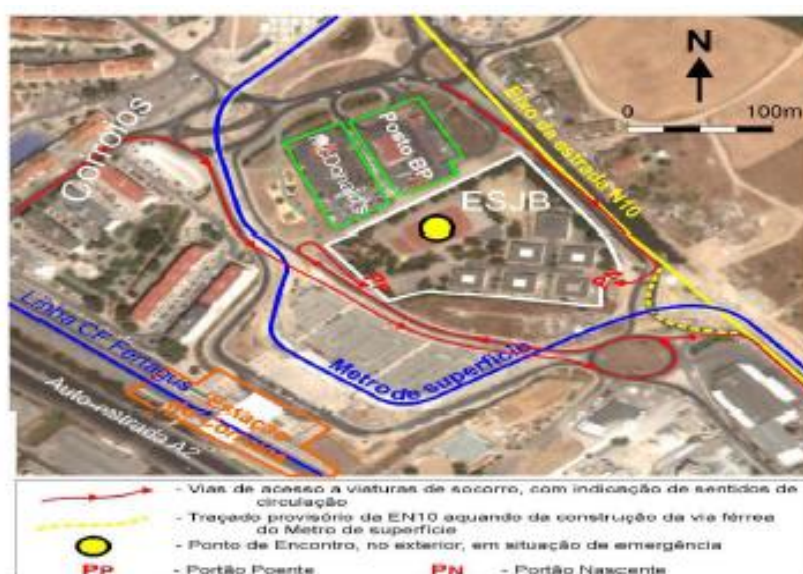 N
0 100m
Eixo da estrada N10
Corroios
McDonald's
Posto BP
ESJB
PP
PN
Linha CF Fertagus
Metro de superfície
Auto-estrada A2
Estação
- Vias de acesso a viaturas de socorro, com indicação de sentidos de
circulação
- Traçado provisório da EN10 aquando da construção da via férrea
do Metro de superfície
- Ponto de Encontro, no exterior, em situação de emergência
PP - Portão Poente PN - Portão Nascente